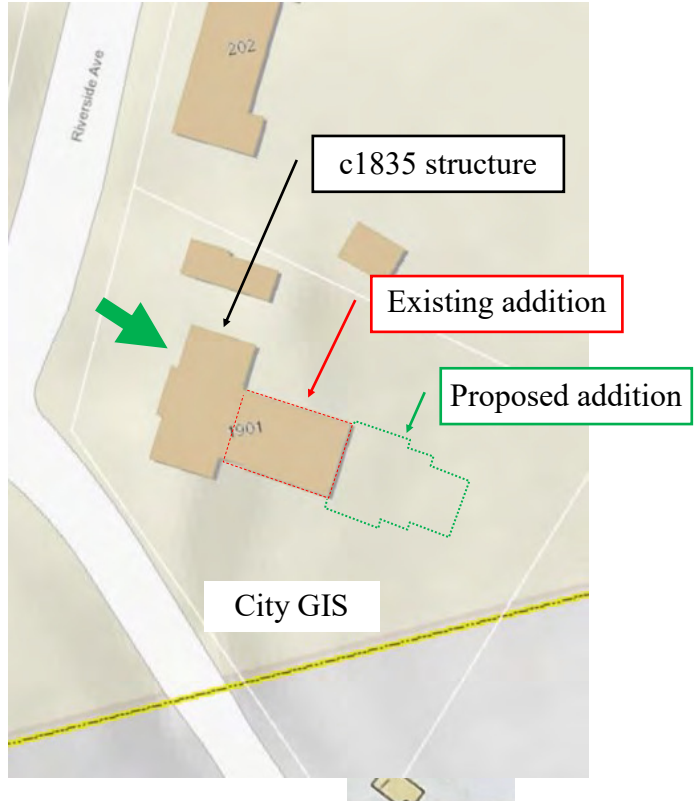 202
Riverside Ave
c1835 structure
Existing addition
Proposed addition
1901
City GIS